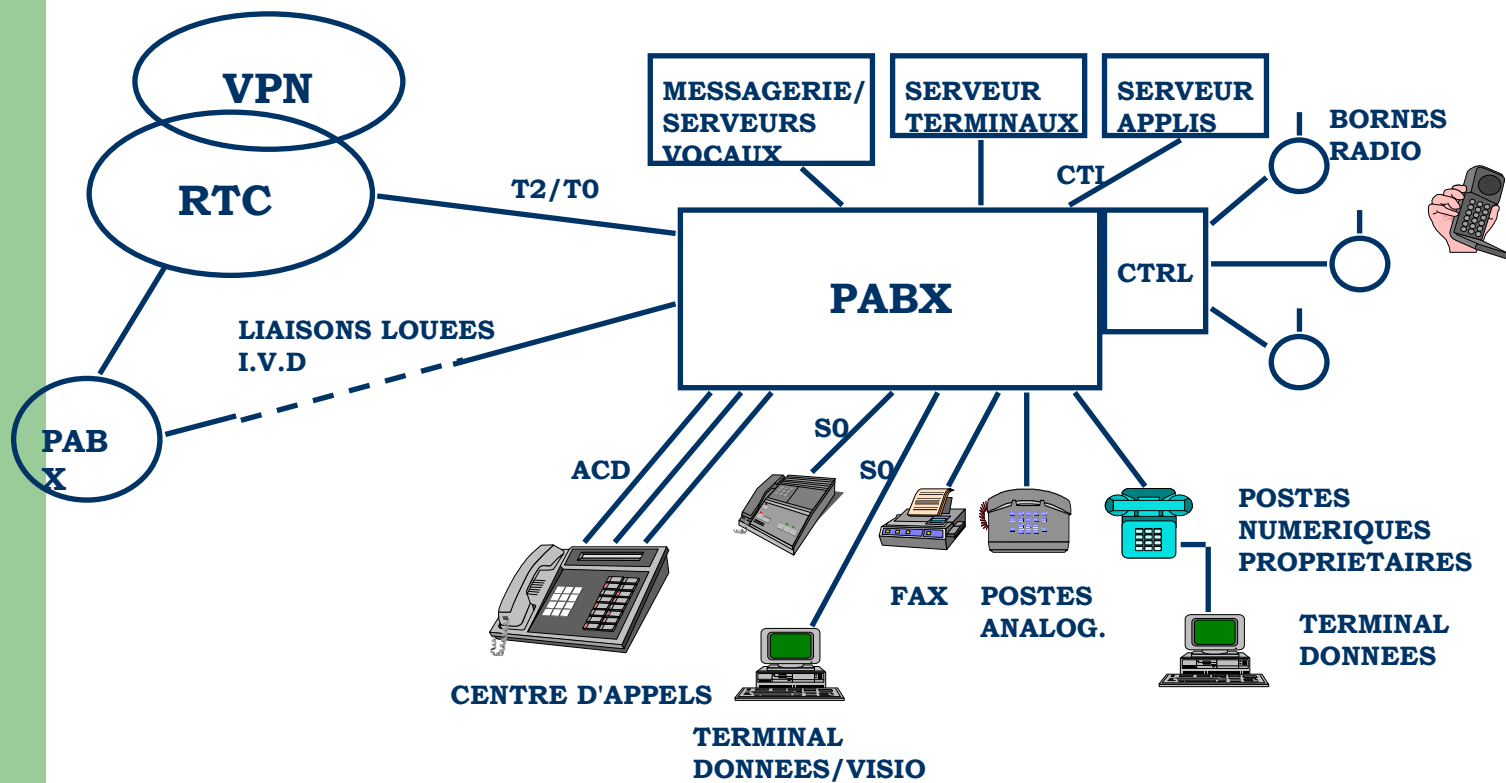 VPN
RTC
T2/T0
LIAISONS LOUEES
I.V.D
PAB
X
MESSAGERIE/
SERVEURS
VOCAUX
SERVEUR
TERMINAUX
SERVEUR
APPLIS
CTI
BORNES
RADIO
PABX
CTRL
ACD
S0
S0
CENTRE D'APPELS
TERMINAL
DONNEES/VISIO
FAX
POSTES
ANALOG.
POSTES
NUMERIQUES
PROPRIETAIRES
TERMINAL
DONNEES